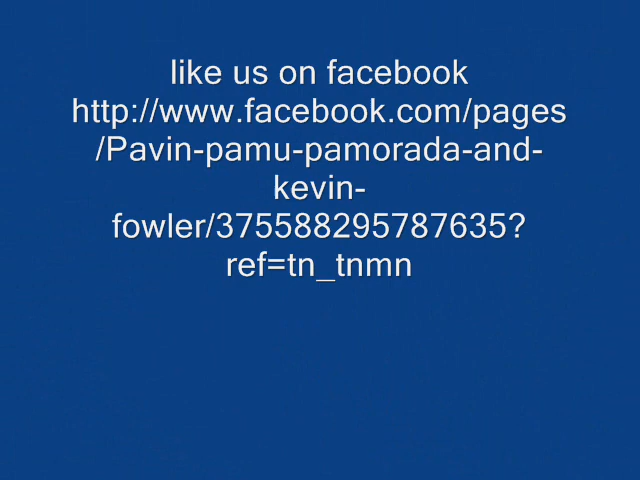 like us on facebook
http://www.facebook.com/pages
/Pavin-pamu-pamorada-and-
kevin-
fowler/375588295787635?
ref=tn_tnmn